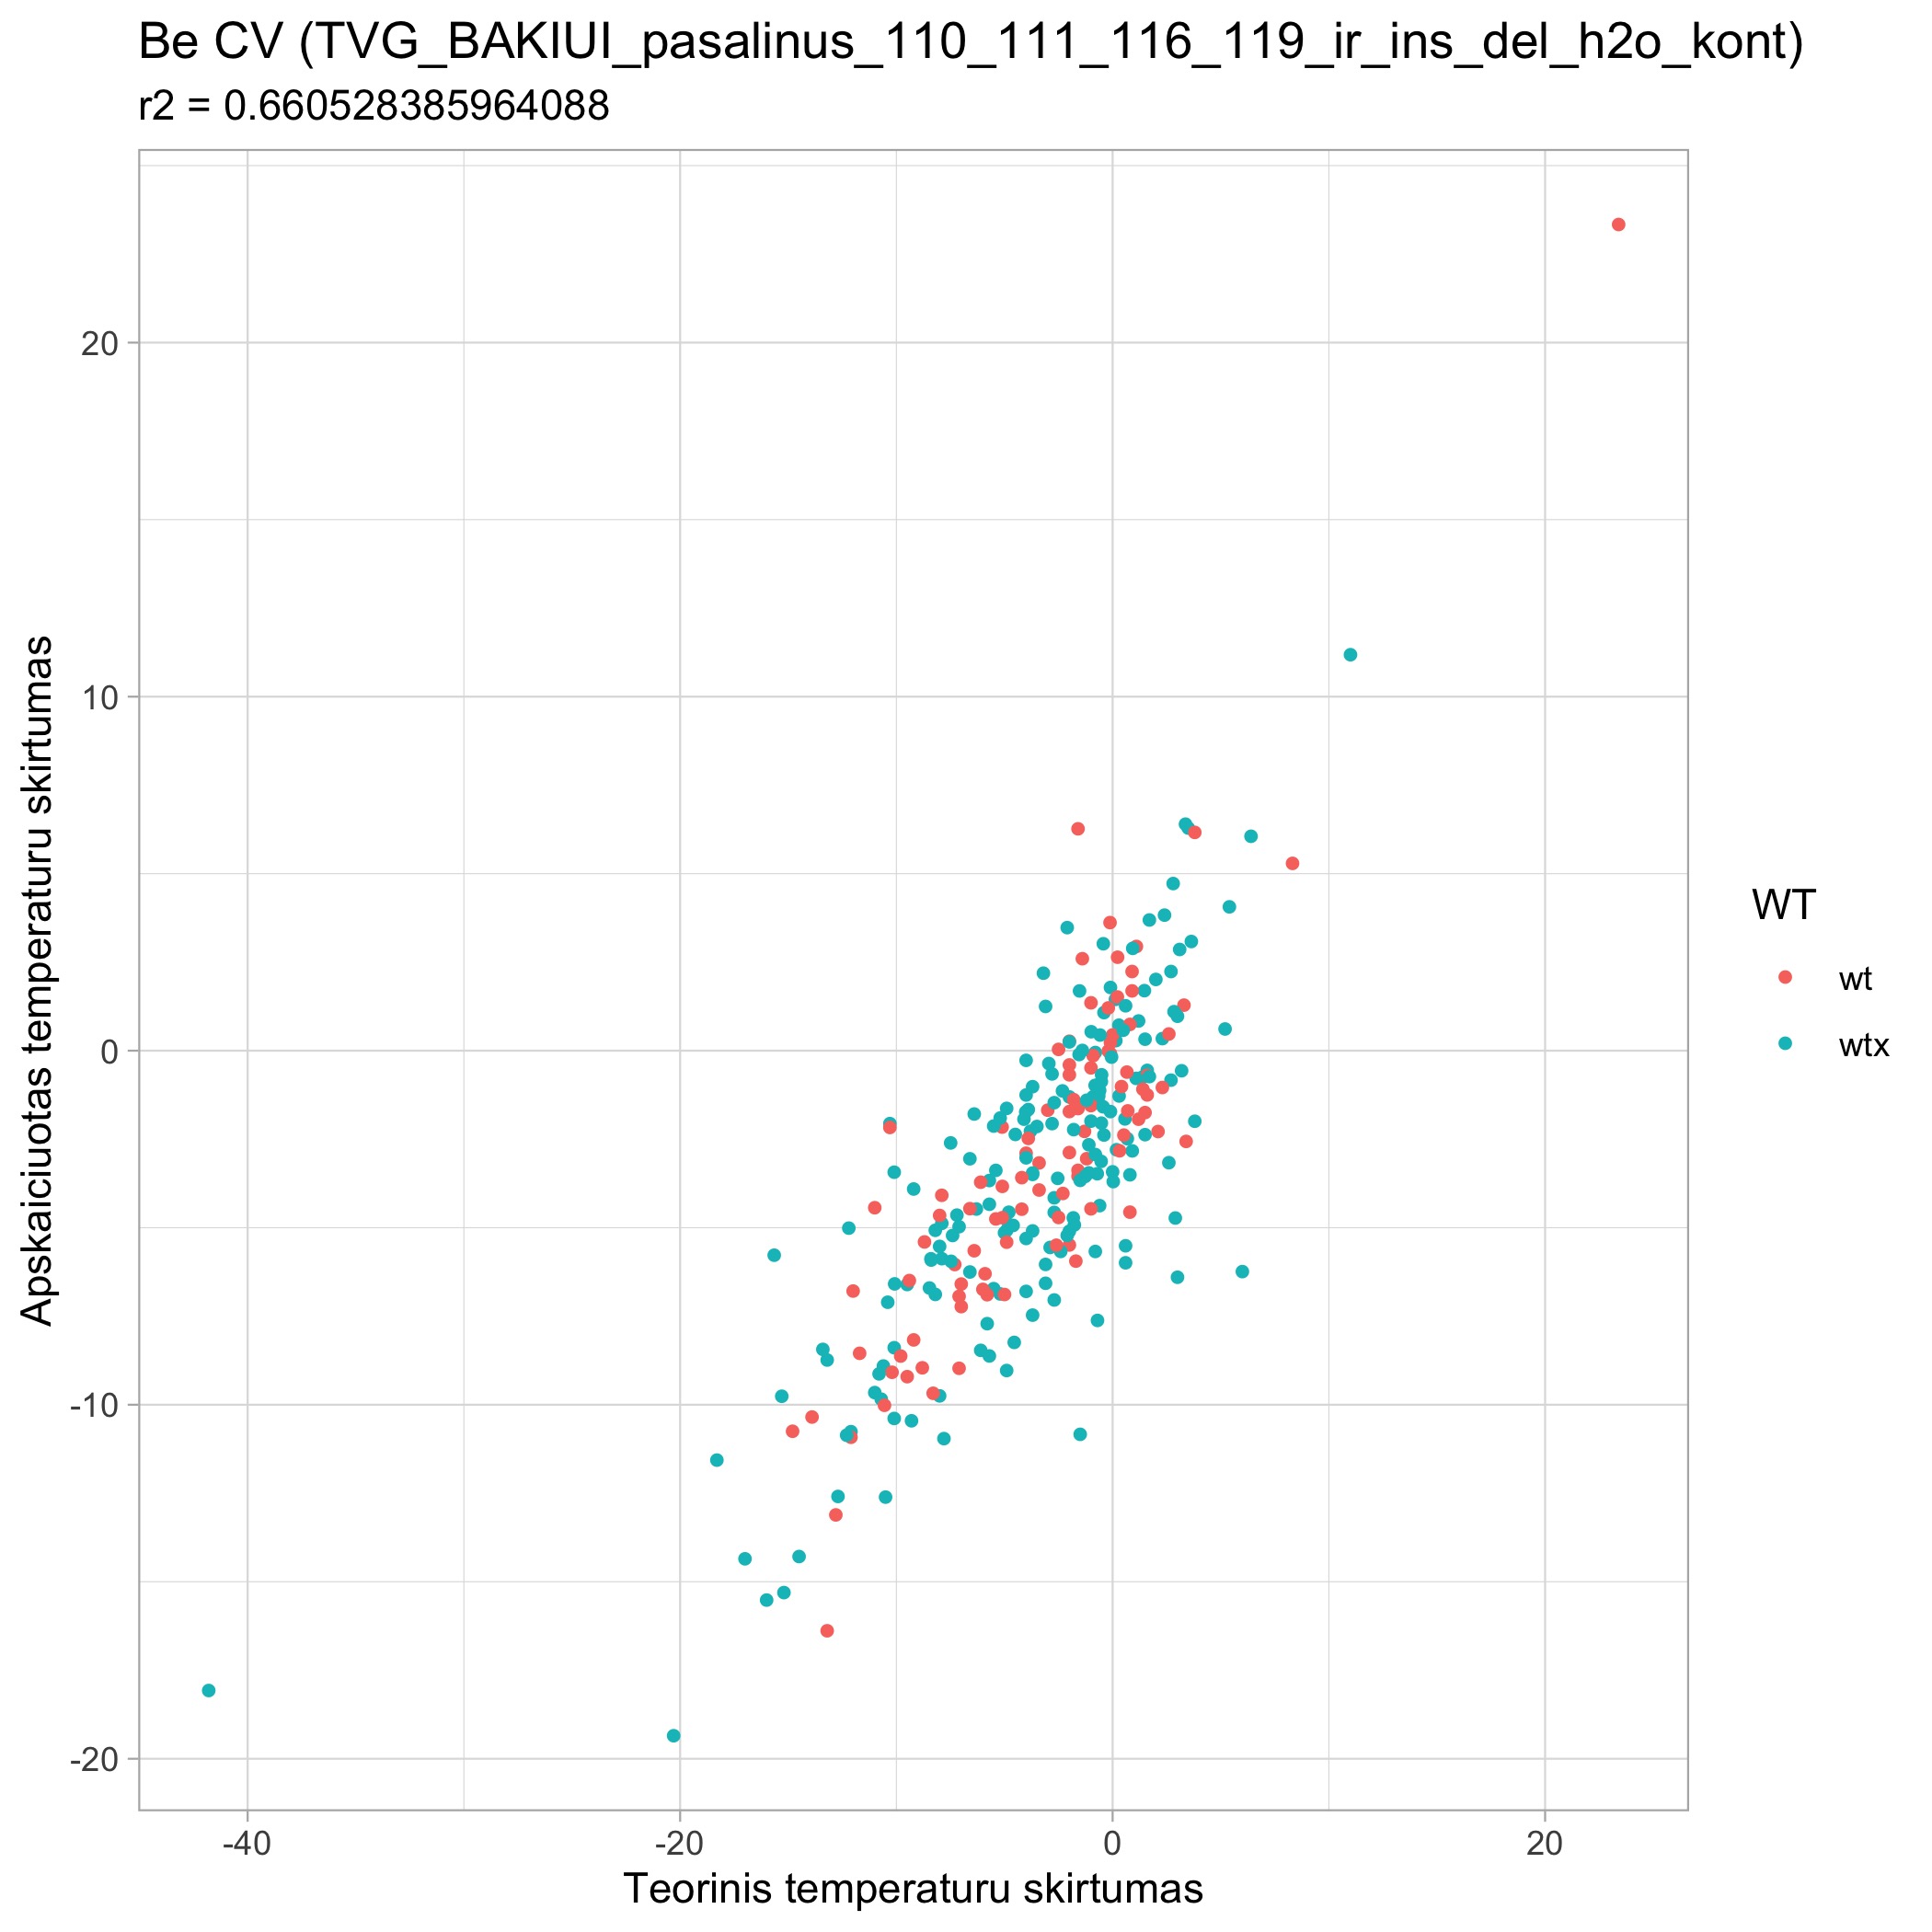 Be CV (TVG_BAKIUI_pasalinus_110_111_116_119_ir_ins_del_h2o_kont)
r2 = 0.660528385964088
20
10
0
-10
-20
Apskaiciuotas temperaturu skirtumas
-40
-20
0
20
Teorinis temperaturu skirtumas
WT
wt
wtx